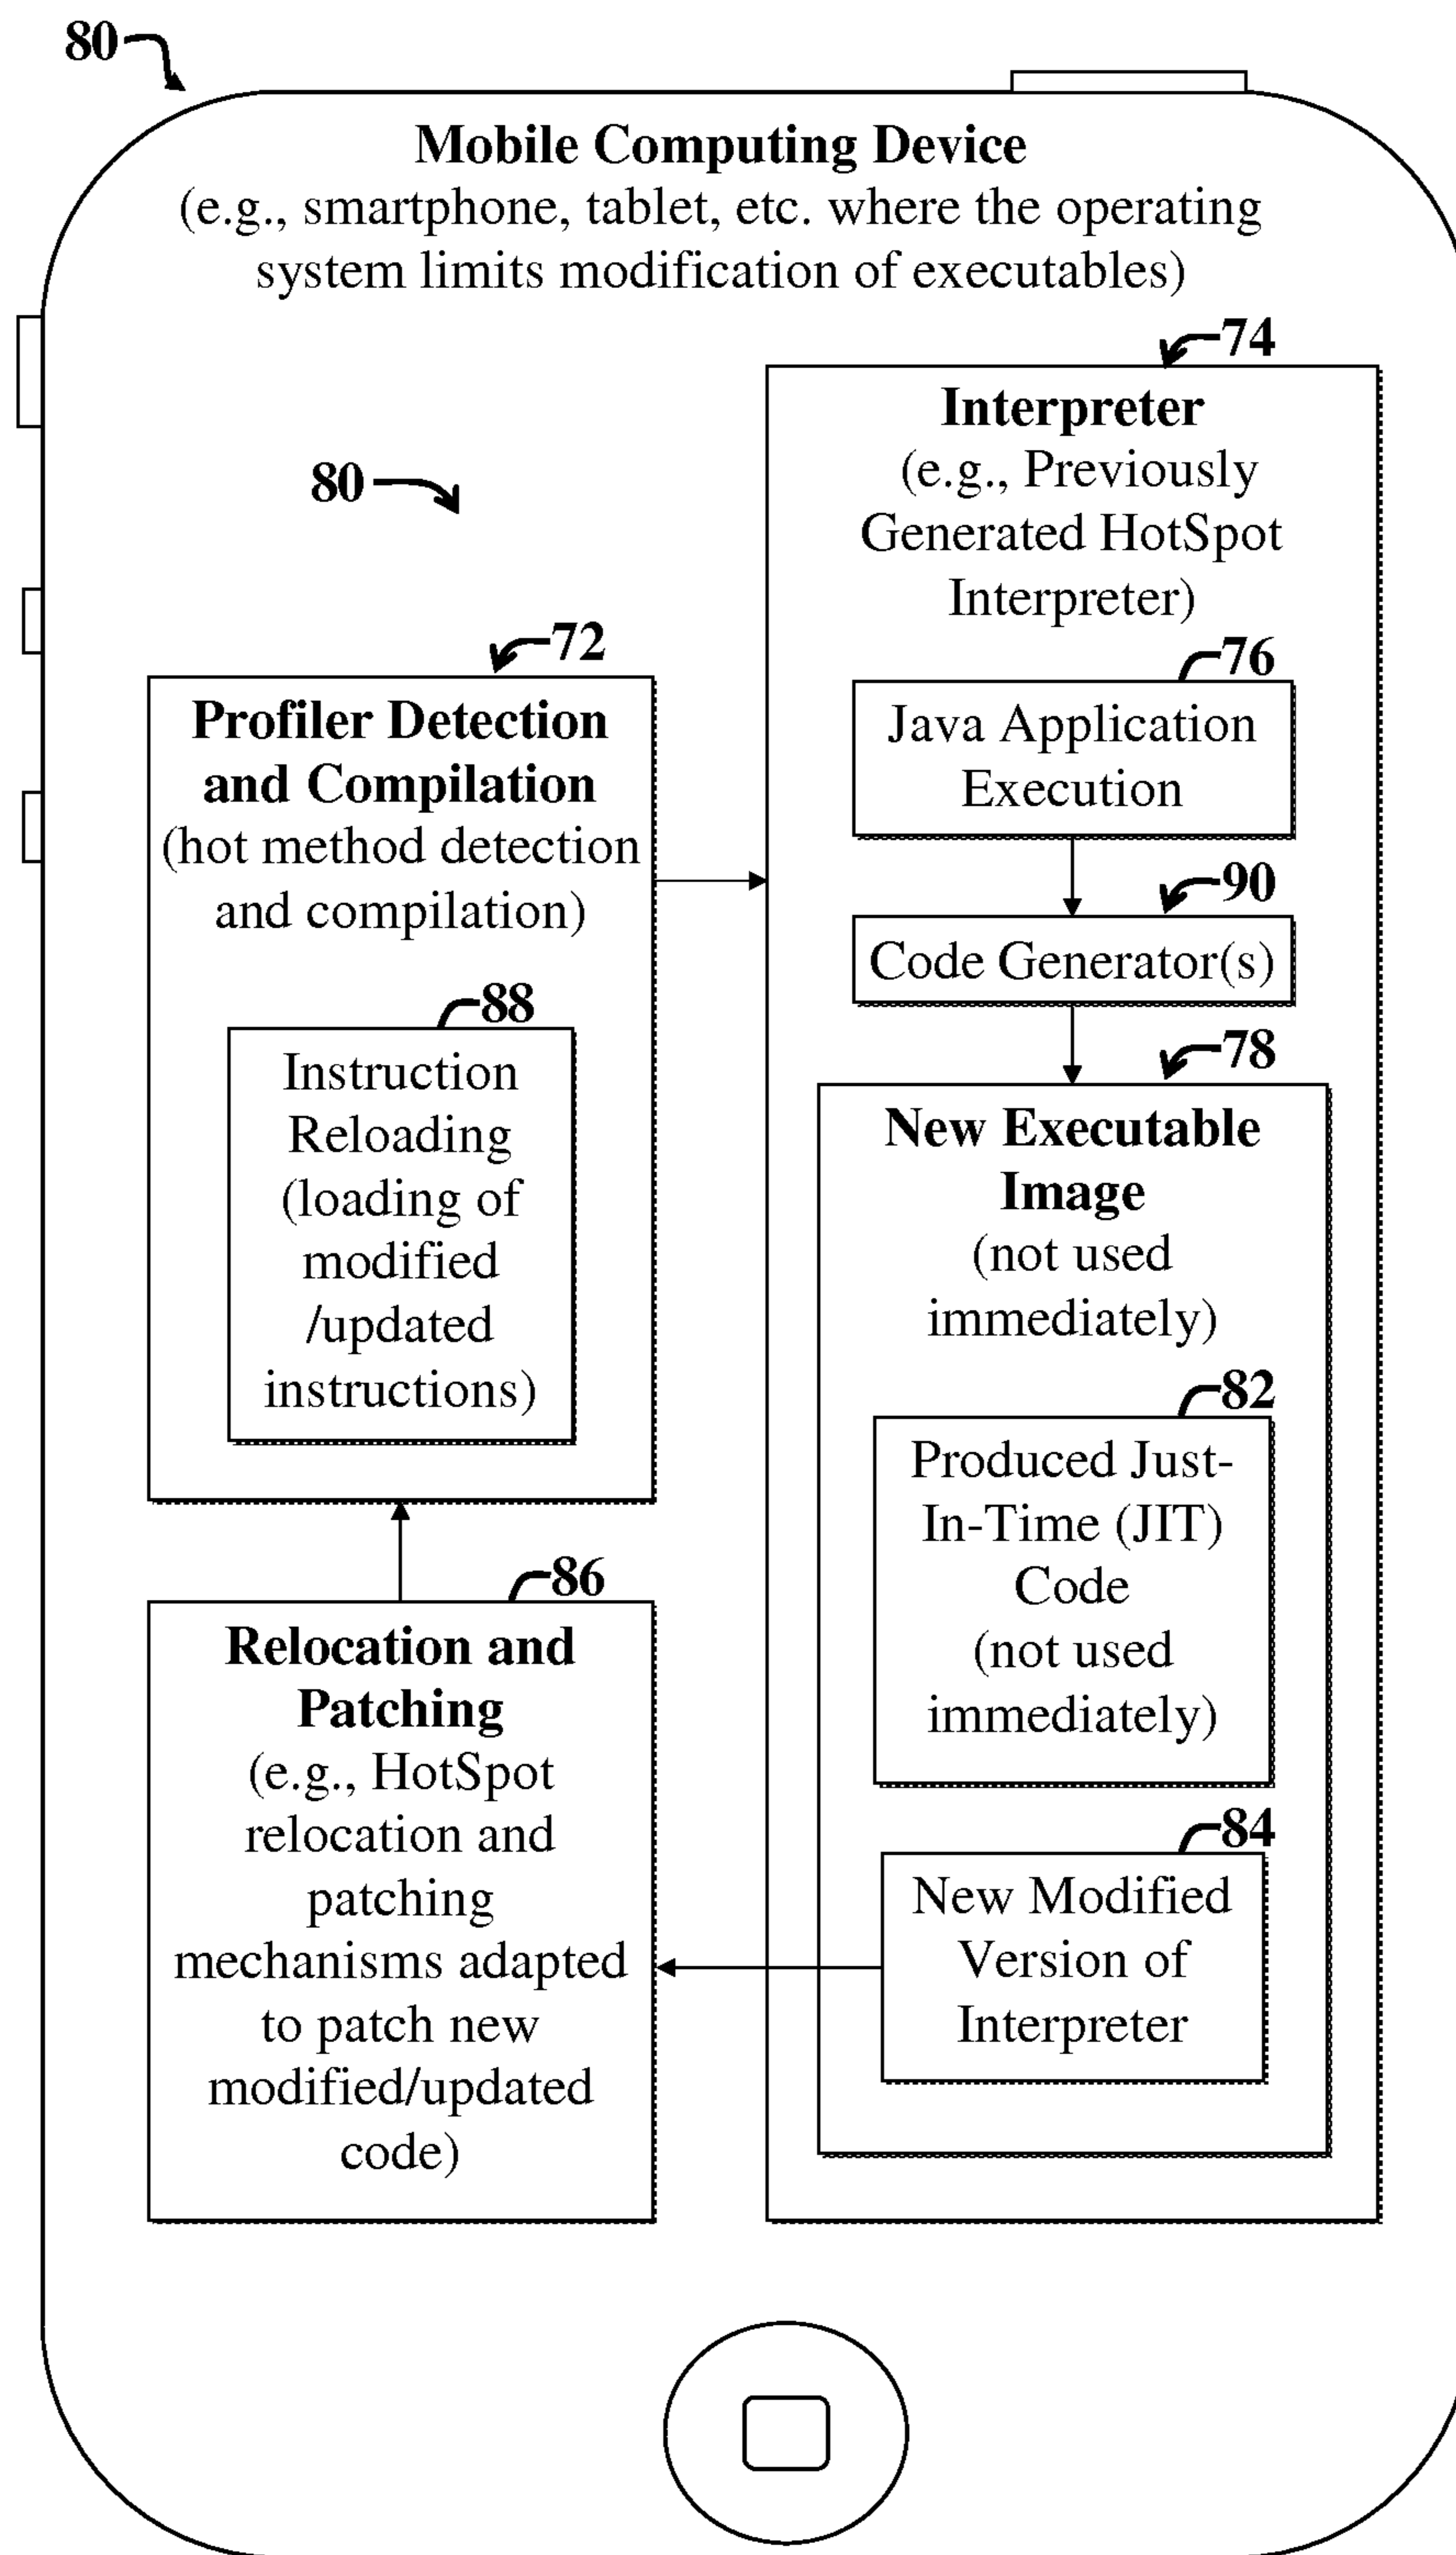 80
Mobile Computing Device
(e.g., smartphone, tablet, etc. where the operating
system limits modification of executables)
74
Interpreter
(e.g., Previously
Generated HotSpot
Interpreter)
80
72
Profiler Detection
and Compilation
(hot method detection
and compilation)
88
Instruction
Reloading
(loading of
modified
/updated
instructions)
76
Java Application
Execution
90
Code Generator(s)
78
New Executable
Image
(not used
immediately)
82
Produced Just-
In-Time (JIT)
Code
(not used
immediately)
84
New Modified
Version of
Interpreter
86
Relocation and
Patching
(e.g., HotSpot
relocation and
patching
mechanisms adapted
to patch new
modified/updated
code)